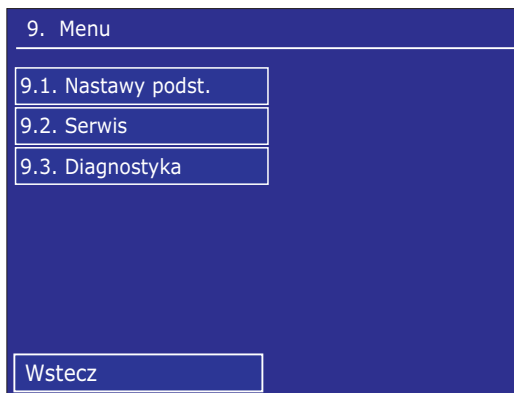 9. Menu
9.1. Nastawy podst.
9.2. Serwis
9.3. Diagnostyka
Wstecz